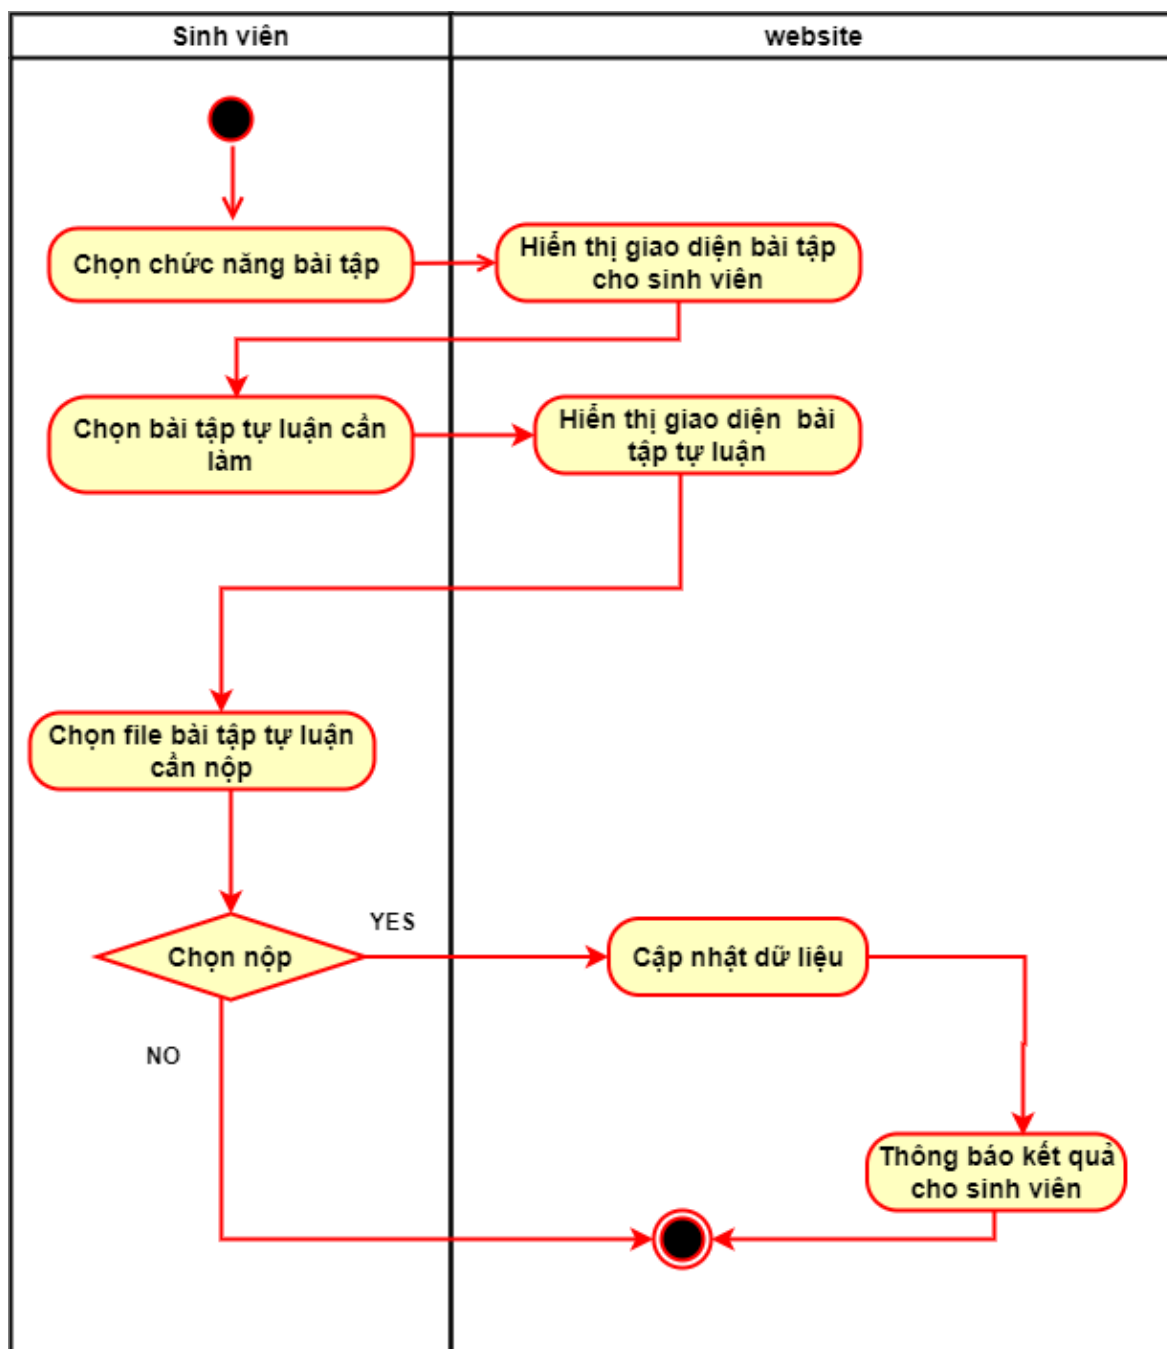 Sinh viên
website
Chọn chức năng bài tập
Hiển thị giao diện bài tập
cho sinh viên
Chọn bài tập tự luận cần
làm
Hiển thị giao diện  bài
tập tự luận
Chọn file bài tập tự luận
cần nộp
Chọn nộp
YES
Cập nhật dữ liệu
NO
Thông báo kết quả
cho sinh viên